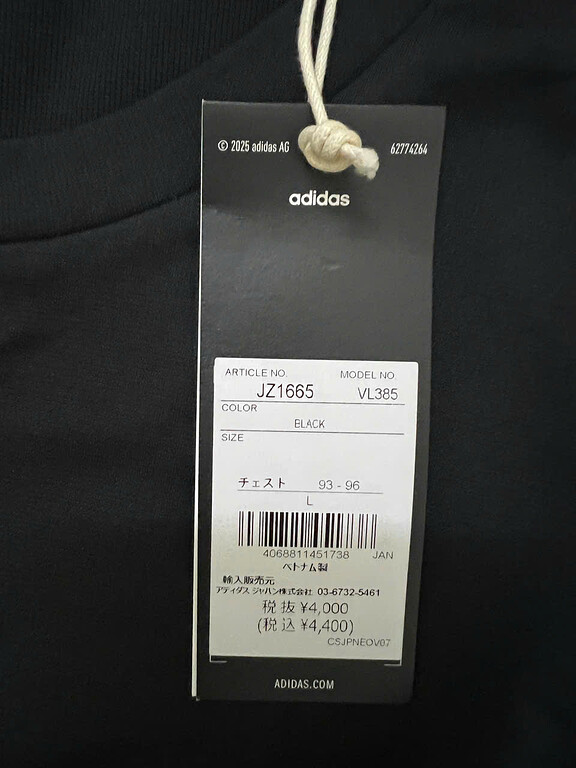 © 2025 adidas AG 62774264
adidas
ARTICLE NO. MODEL NO.
JZ1665 VL385
COLOR
BLACK
SIZE
チェスト 93 - 96
L
4068811451738 JAN
ベトナム製
輸入販売元
アディダス ジャパン株式会社 03-6732-5461
税抜 ¥4,000
(税込 ¥4,400)
CSJPNEOV07
ADIDAS.COM